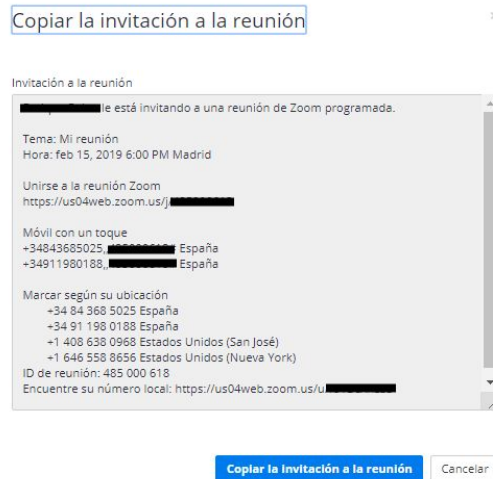 Copiar la invitación a la reunión
Invitación a la reunión
le está invitando a una reunión de Zoom programada.
Tema: Mi reunión
Hora: feb 15, 2019 6:00 PM Madrid
Unirse a la reunión Zoom
https://us04web.zoom.us/j/
Móvil con un toque
+34843685025,, España
+34911980188,, España
Marcar según su ubicación
+34 84 368 5025 España
+34 91 198 0188 España
+1 408 638 0968 Estados Unidos (San José)
+1 646 558 8656 Estados Unidos (Nueva York)
ID de reunión: 485 000 618
Encuentre su número local: https://us04web.zoom.us/u/
Copiar la invitación a la reunión Cancelar